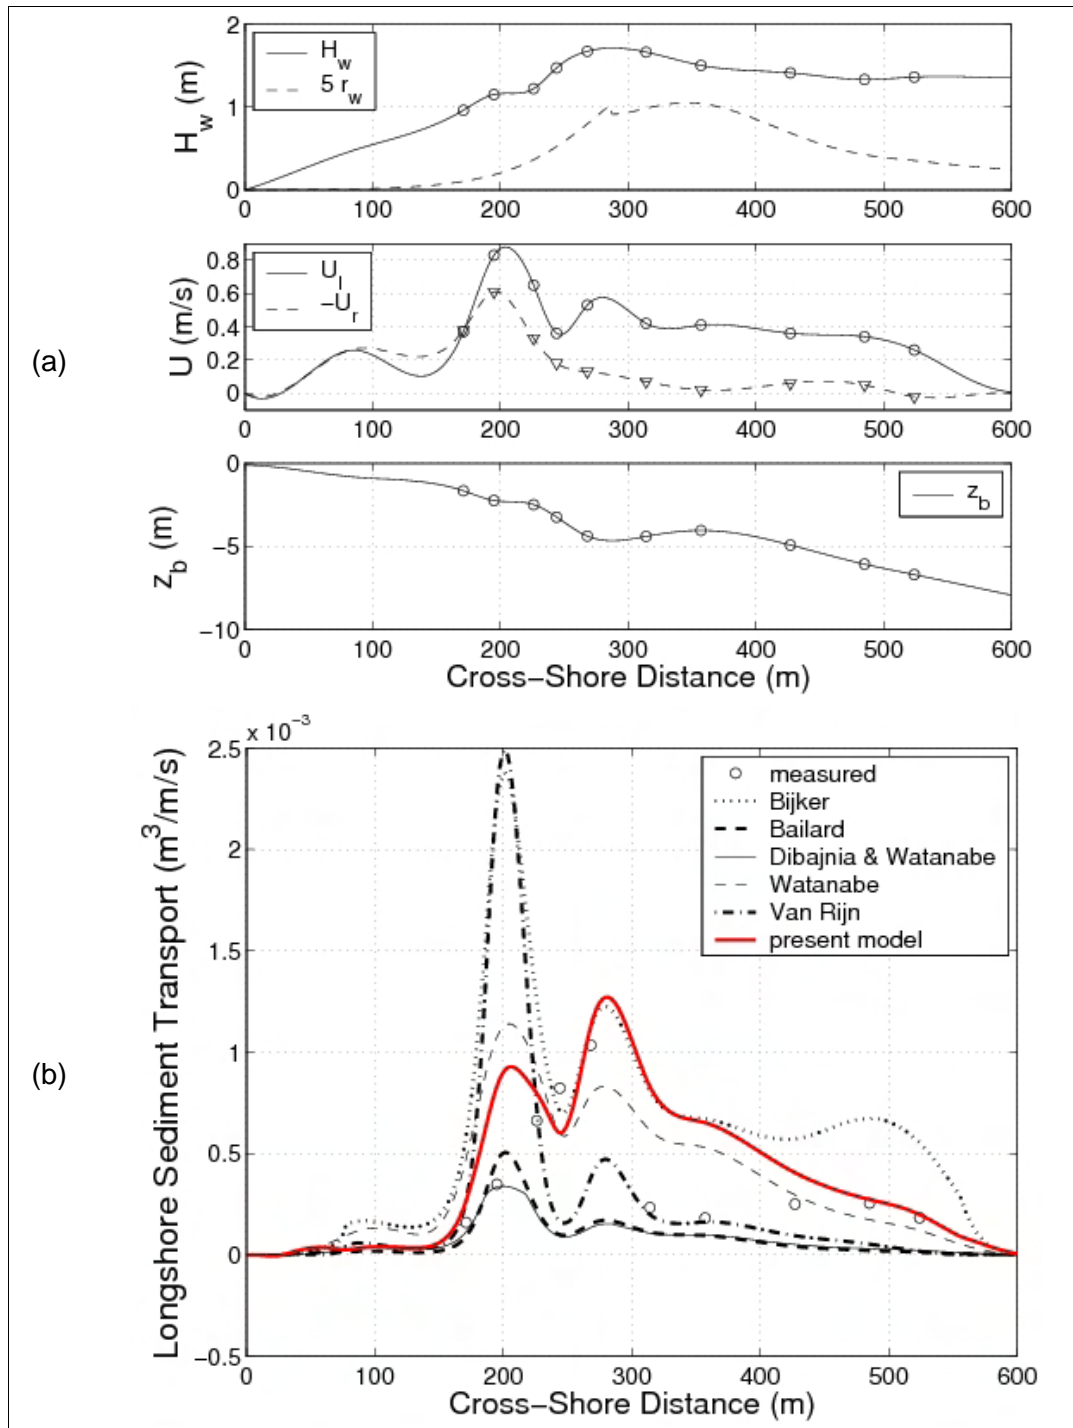 (a)
2
1
0
H_w (m)
H_w
5 r_w
0 100 200 300 400 500 600
0.8
0.6
0.4
0.2
0
U (m/s)
U_l
−U_r
0 100 200 300 400 500 600
0
−5
−10
z_b (m)
z_b
0 100 200 300 400 500 600
Cross−Shore Distance (m)
(b)
x 10^−3
2.5
2
1.5
1
0.5
0
−0.5
Longshore Sediment Transport (m^3/m/s)
measured
Bijker
Bailard
Dibajnia & Watanabe
Watanabe
Van Rijn
present model
0 100 200 300 400 500 600
Cross−Shore Distance (m)